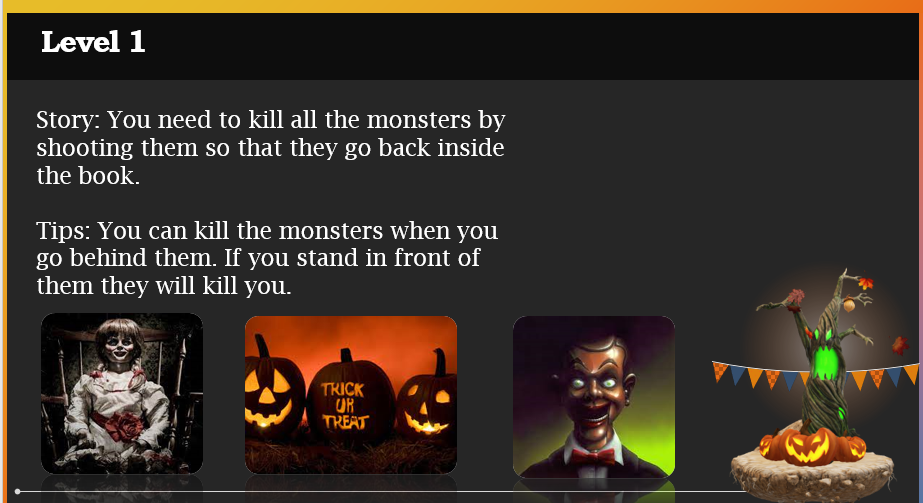 Level 1
Story: You need to kill all the monsters by
shooting them so that they go back inside
the book.
Tips: You can kill the monsters when you
go behind them. If you stand in front of
them they will kill you.
TRICK
OR
TREAT